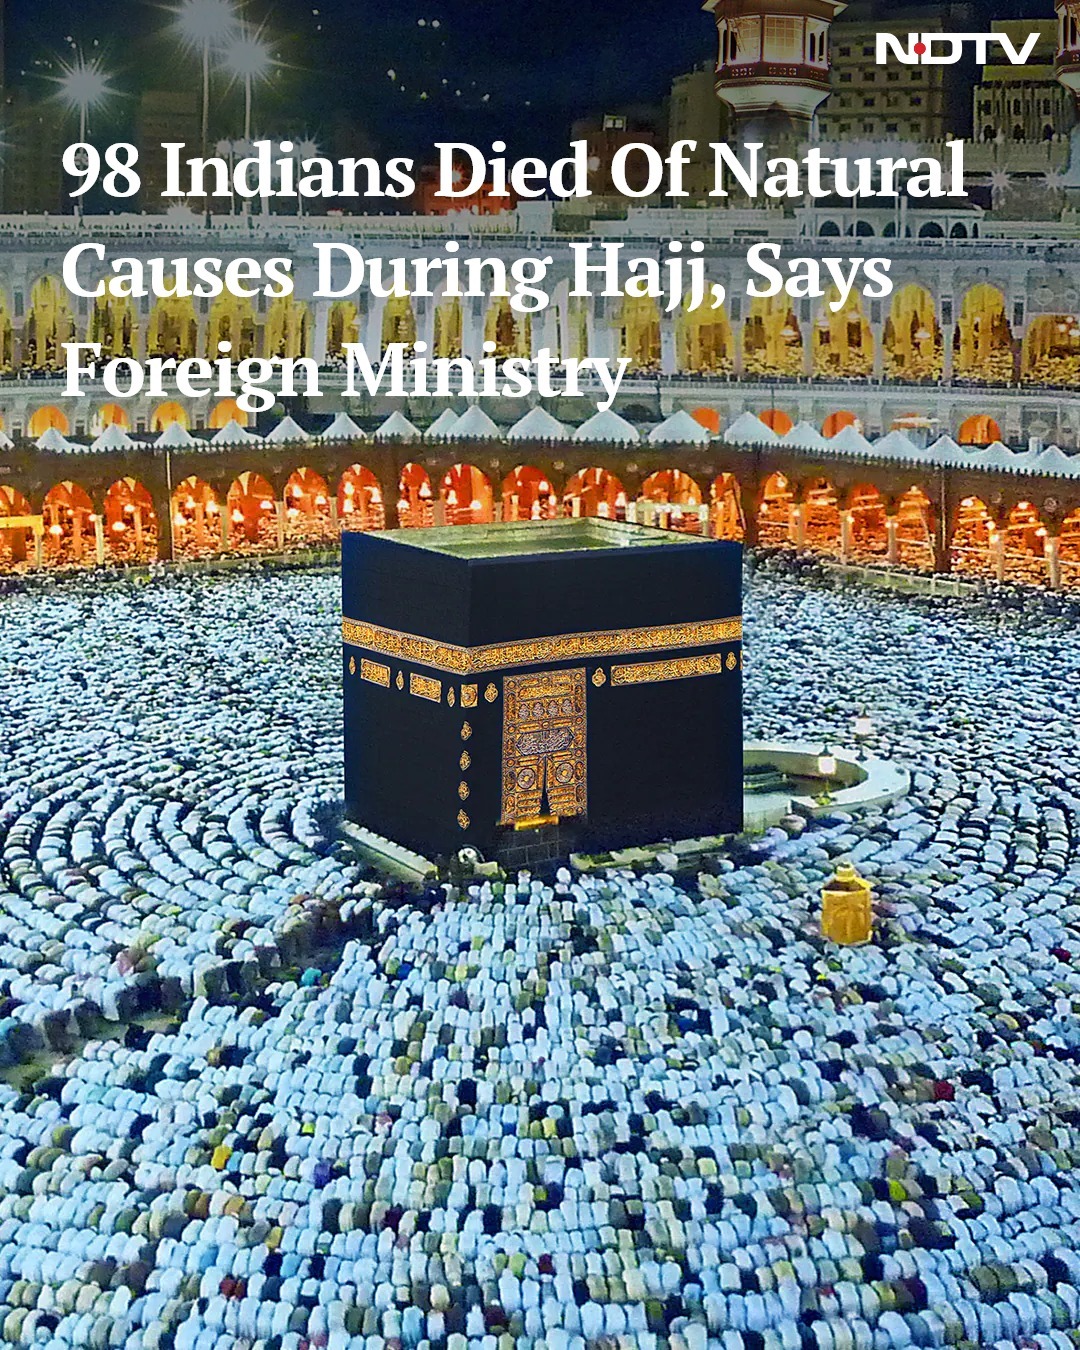 NDTV
98 Indians Died Of Natural
Causes During Hajj, Says
Foreign Ministry